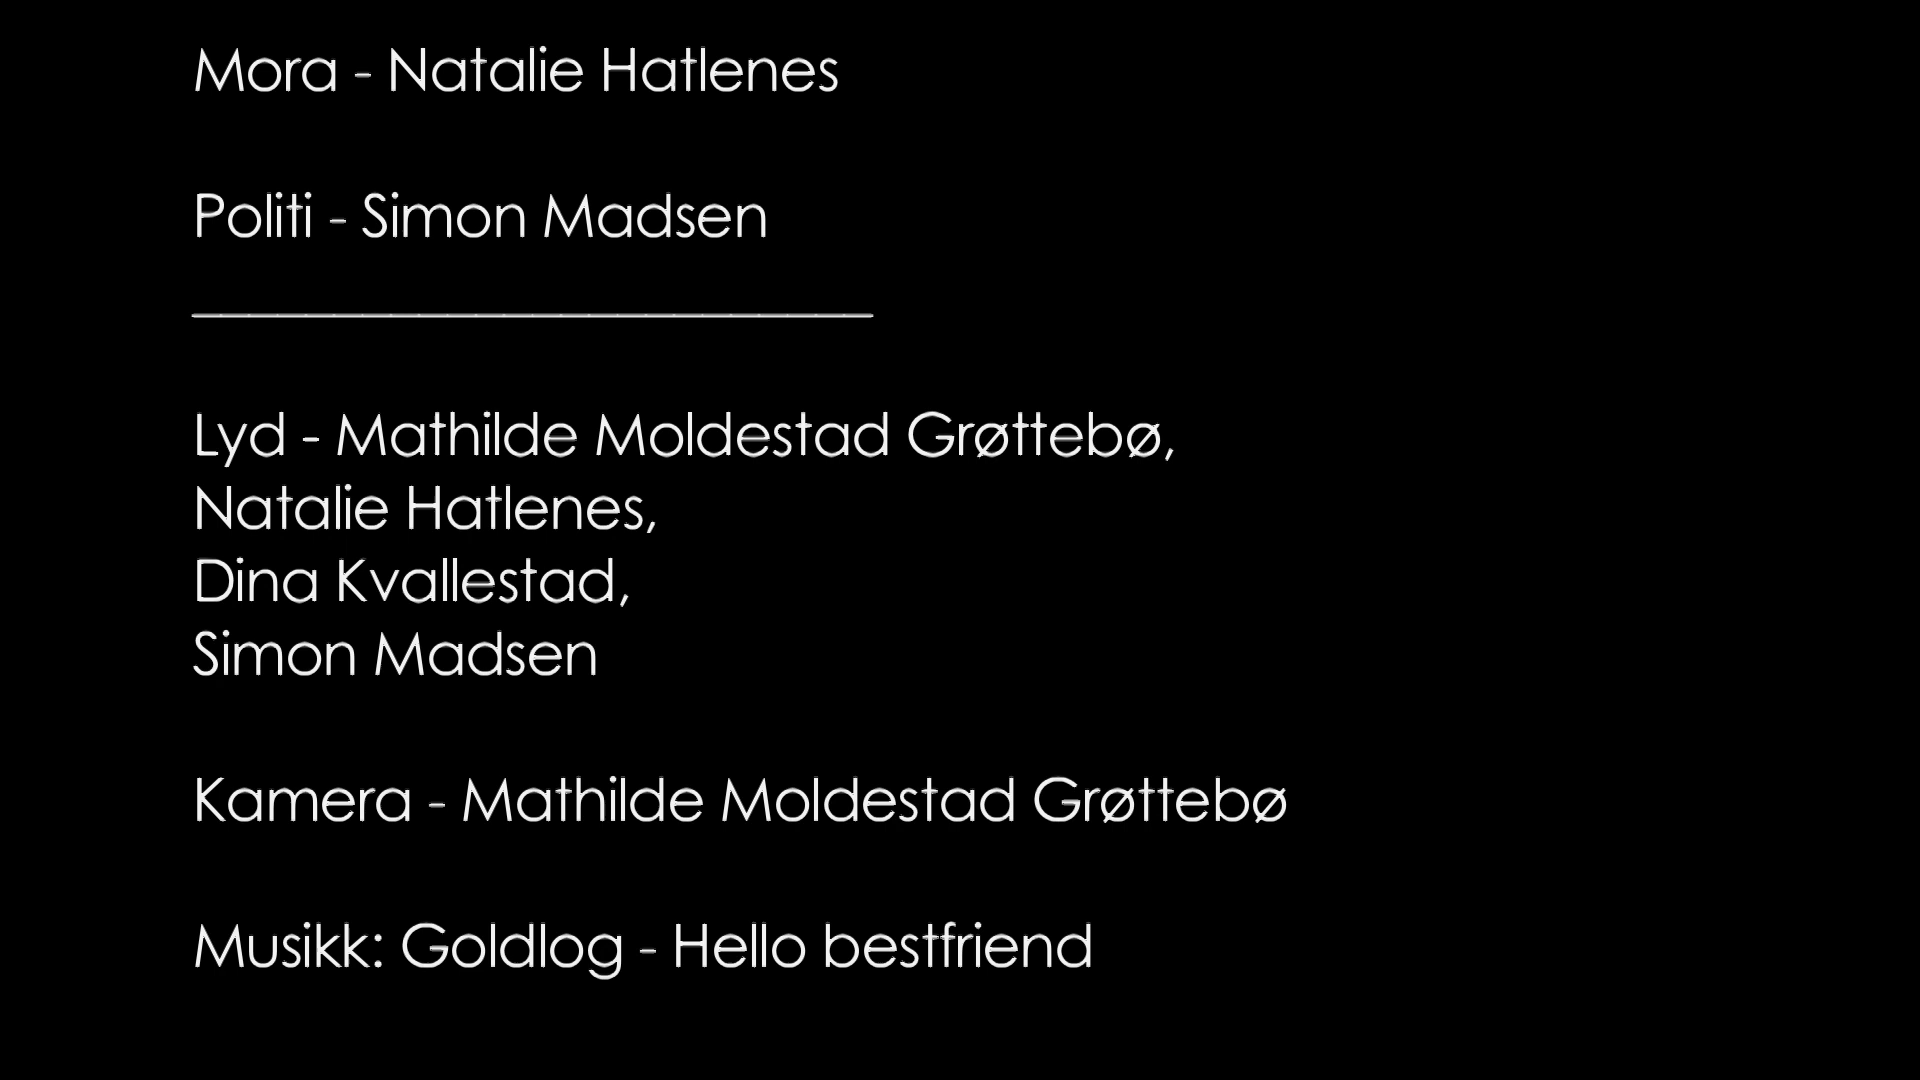 Mora - Natalie Hatlenes
Politi - Simon Madsen
________________________
Lyd - Mathilde Moldestad Grøttebø,
Natalie Hatlenes,
Dina Kvallestad,
Simon Madsen
Kamera - Mathilde Moldestad Grøttebø
Musikk: Goldlog - Hello bestfriend